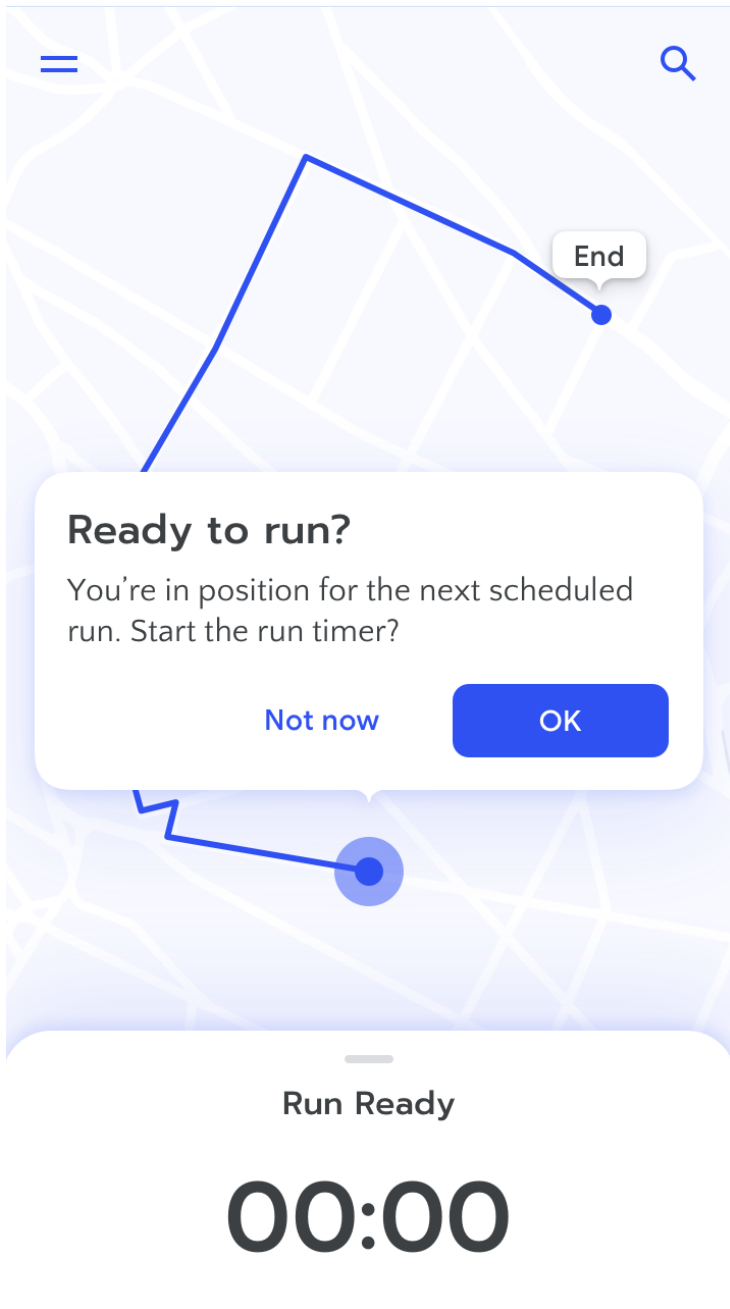 End
Ready to run?
You’re in position for the next scheduled
run. Start the run timer?
Not now
OK
Run Ready
00:00